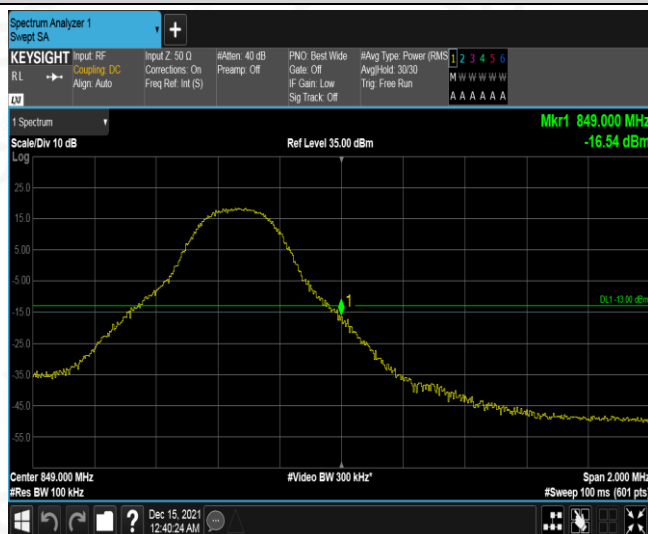 Spectrum Analyzer 1
Swept SA
+
KEYSIGHT
RL
Input: RF
Coupling: DC
Align: Auto
Input Z: 50 Ω
Corrections: On
Freq Ref: Int (S)
#Atten: 40 dB
Preamp: Off
PNO: Best Wide
Gate: Off
IF Gain: Low
Sig Track: Off
#Avg Type: Power (RMS
Avg|Hold: 30/30
Trig: Free Run
1 2 3 4 5 6
M W W W W W
A A A A A A
1 Spectrum
Mkr1 849.000 MHz
Scale/Div 10 dB
Ref Level 35.00 dBm
-16.54 dBm
Log
25.0
15.0
5.00
-5.00
-15.0
-25.0
-35.0
-45.0
-55.0
1
DL1 -13.00 dBm
Center 849.000 MHz
#Video BW 300 kHz*
Span 2.000 MHz
#Res BW 100 kHz
#Sweep 100 ms (601 pts)
?
Dec 15, 2021
12:40:24 AM